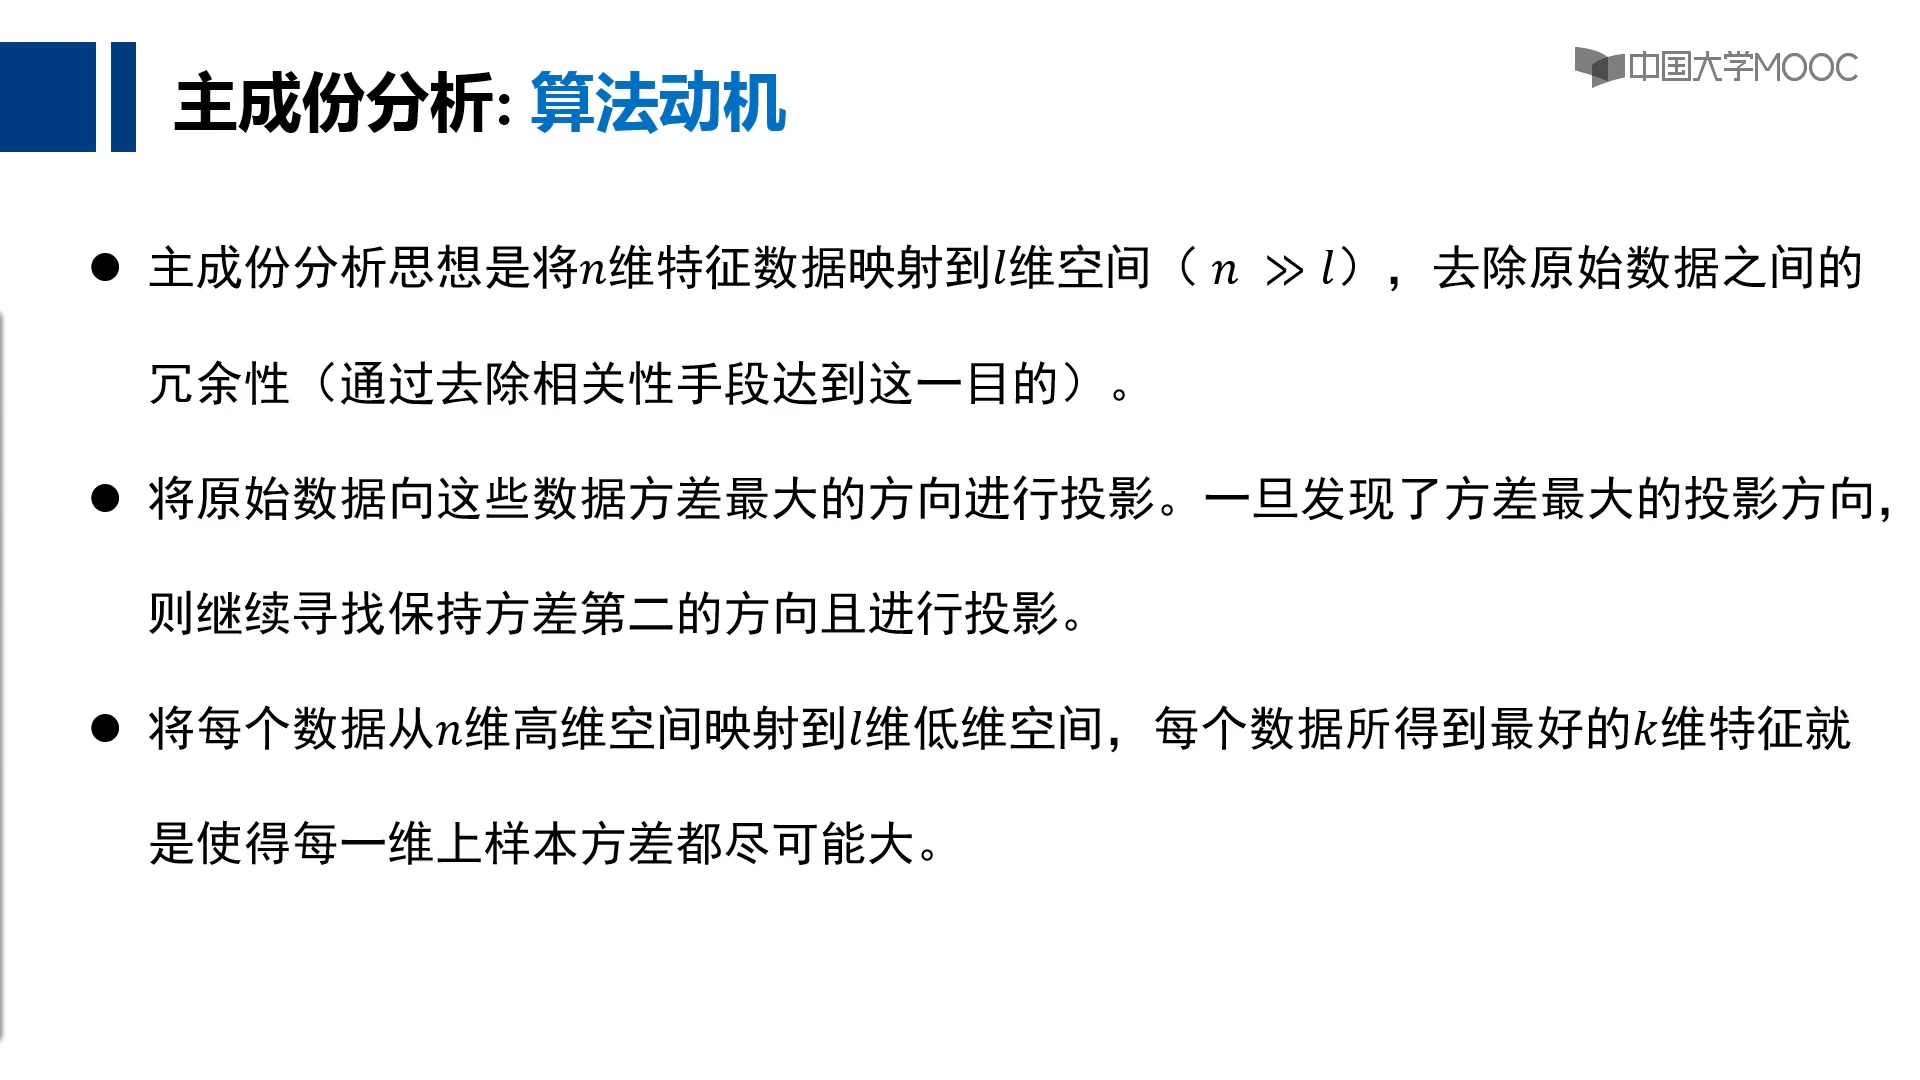 主成份分析: 算法动机
中国大学MOOC
主成份分析思想是将n维特征数据映射到l维空间（n ≫ l），去除原始数据之间的
冗余性（通过去除相关性手段达到这一目的）。
将原始数据向这些数据方差最大的方向进行投影。一旦发现了方差最大的投影方向，
则继续寻找保持方差第二的方向且进行投影。
将每个数据从n维高维空间映射到l维低维空间，每个数据所得到最好的k维特征就
是使得每一维上样本方差都尽可能大。